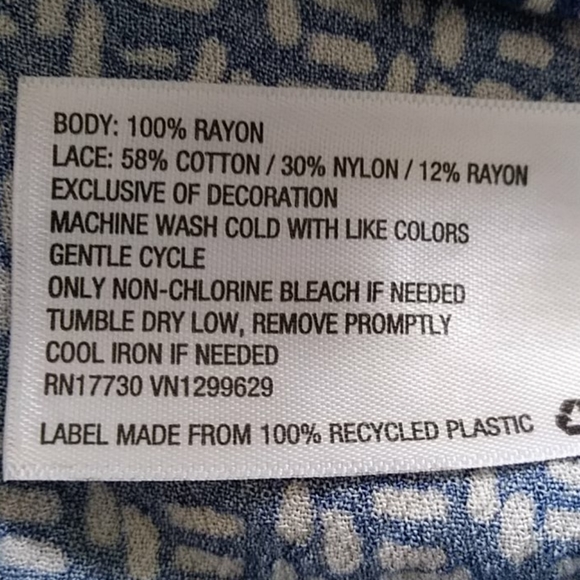 BODY: 100% RAYON
LACE: 58% COTTON / 30% NYLON / 12% RAYON
EXCLUSIVE OF DECORATION
MACHINE WASH COLD WITH LIKE COLORS
GENTLE CYCLE
ONLY NON-CHLORINE BLEACH IF NEEDED
TUMBLE DRY LOW, REMOVE PROMPTLY
COOL IRON IF NEEDED
RN17730 VN1299629
LABEL MADE FROM 100% RECYCLED PLASTIC